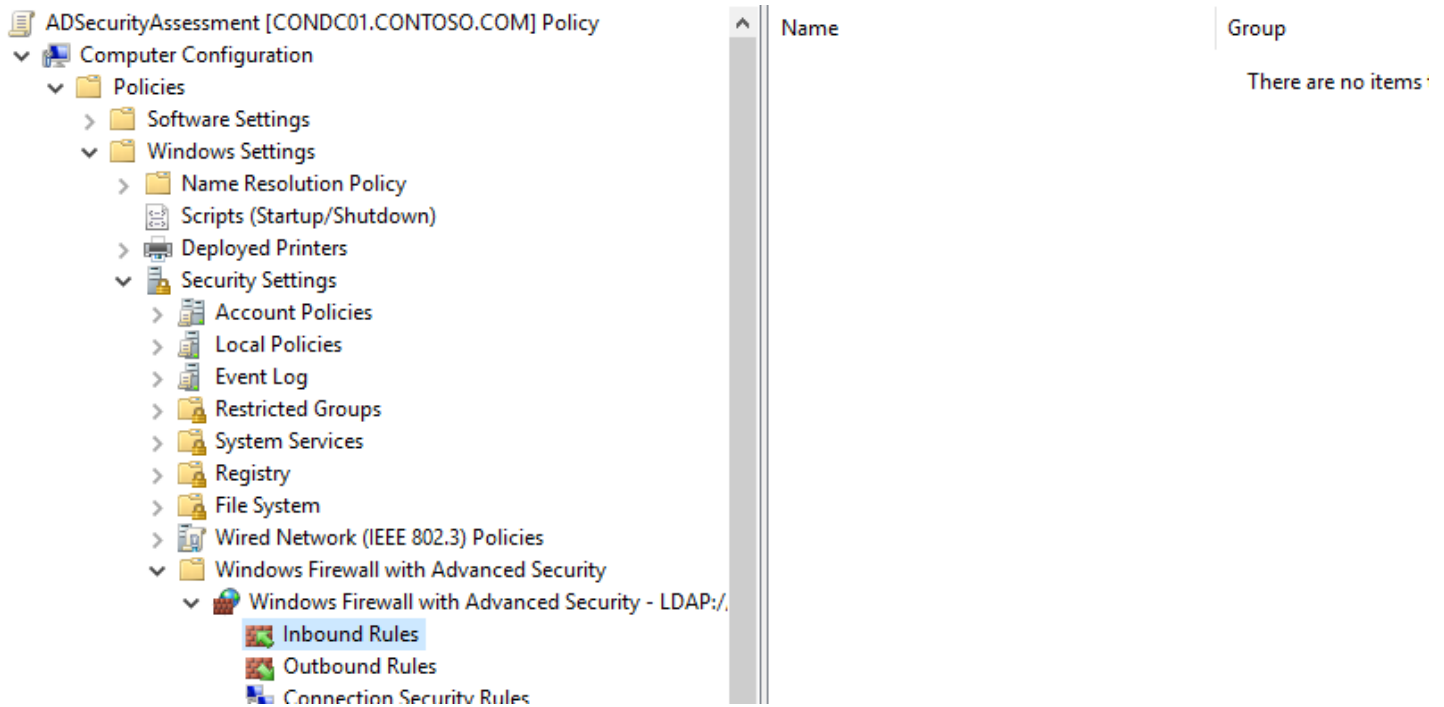 ADSecurityAssessment [CONDC01.CONTOSO.COM] Policy
Computer Configuration
Policies
Software Settings
Windows Settings
Name Resolution Policy
Scripts (Startup/Shutdown)
Deployed Printers
Security Settings
Account Policies
Local Policies
Event Log
Restricted Groups
System Services
Registry
File System
Wired Network (IEEE 802.3) Policies
Windows Firewall with Advanced Security
Windows Firewall with Advanced Security - LDAP:/
Inbound Rules
Outbound Rules
Connection Security Rules
Name Group
There are no items